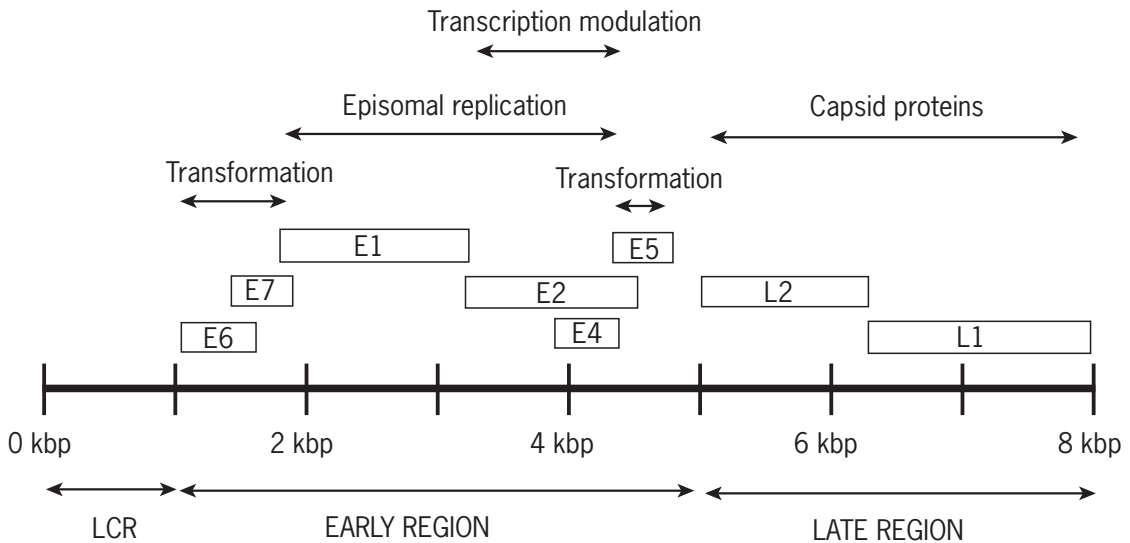 Transcription modulation
Episomal replication
Capsid proteins
Transformation
Transformation
E1
E5
E7
E2
L2
E6
E4
L1
0 kbp
2 kbp
4 kbp
6 kbp
8 kbp
LCR
EARLY REGION
LATE REGION